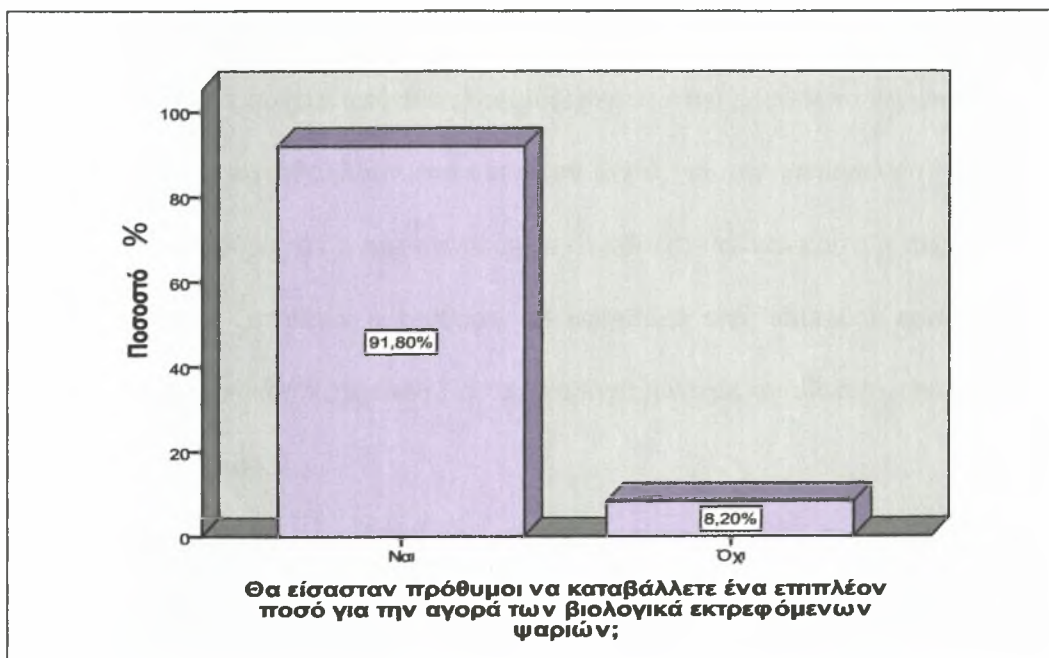 100
80
60
40
20
0
Ποσοστό %
91,80%
8,20%
Ναι
Όχι
Θα είσασταν πρόθυμοι να καταβάλλετε ένα επιπλέον
ποσό για την αγορά των βιολογικά εκτρεφόμενων
ψαριών;